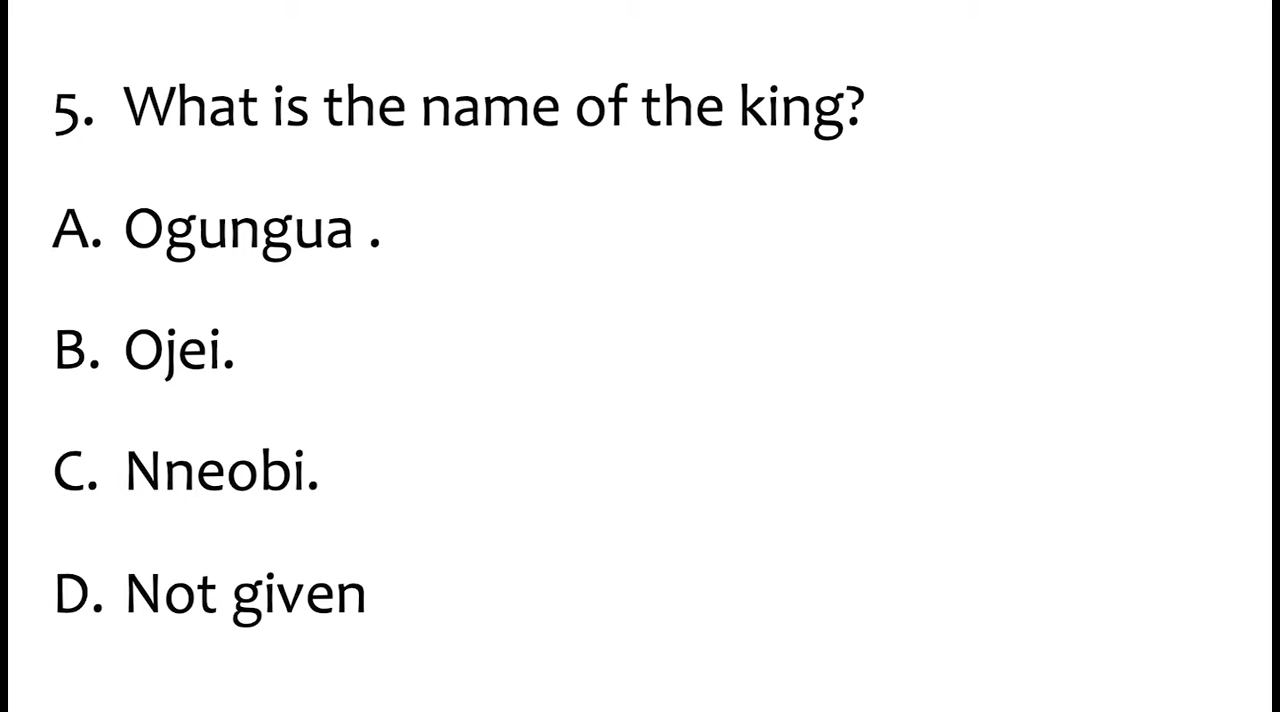 5. What is the name of the king?
A. Ogungua .
B. Ojei.
C. Nneobi.
D. Not given